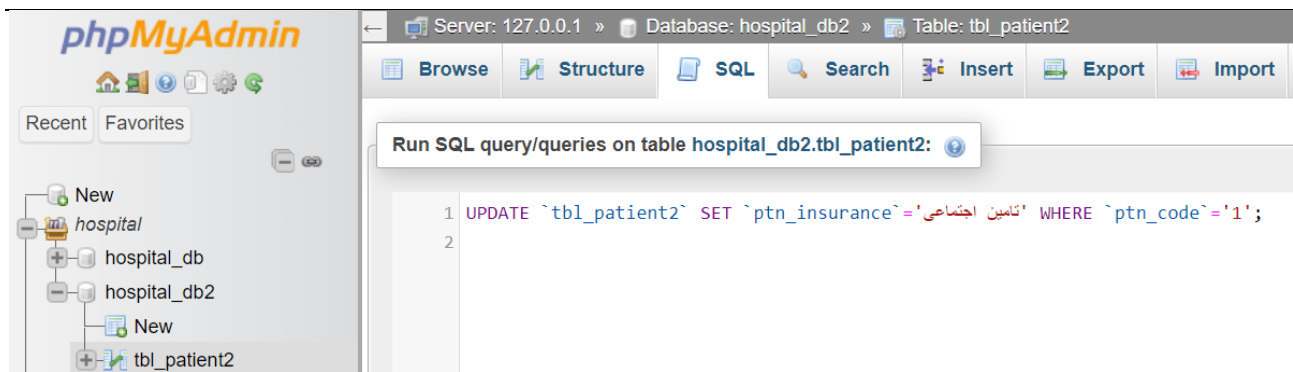 phpMyAdmin
Recent Favorites
New
hospital
hospital_db
hospital_db2
New
tbl_patient2
Server: 127.0.0.1 » Database: hospital_db2 » Table: tbl_patient2
Browse Structure SQL Search Insert Export Import
Run SQL query/queries on table hospital_db2.tbl_patient2:
1 UPDATE `tbl_patient2` SET `ptn_insurance`='تامین اجتماعی' WHERE `ptn_code`='1';
2